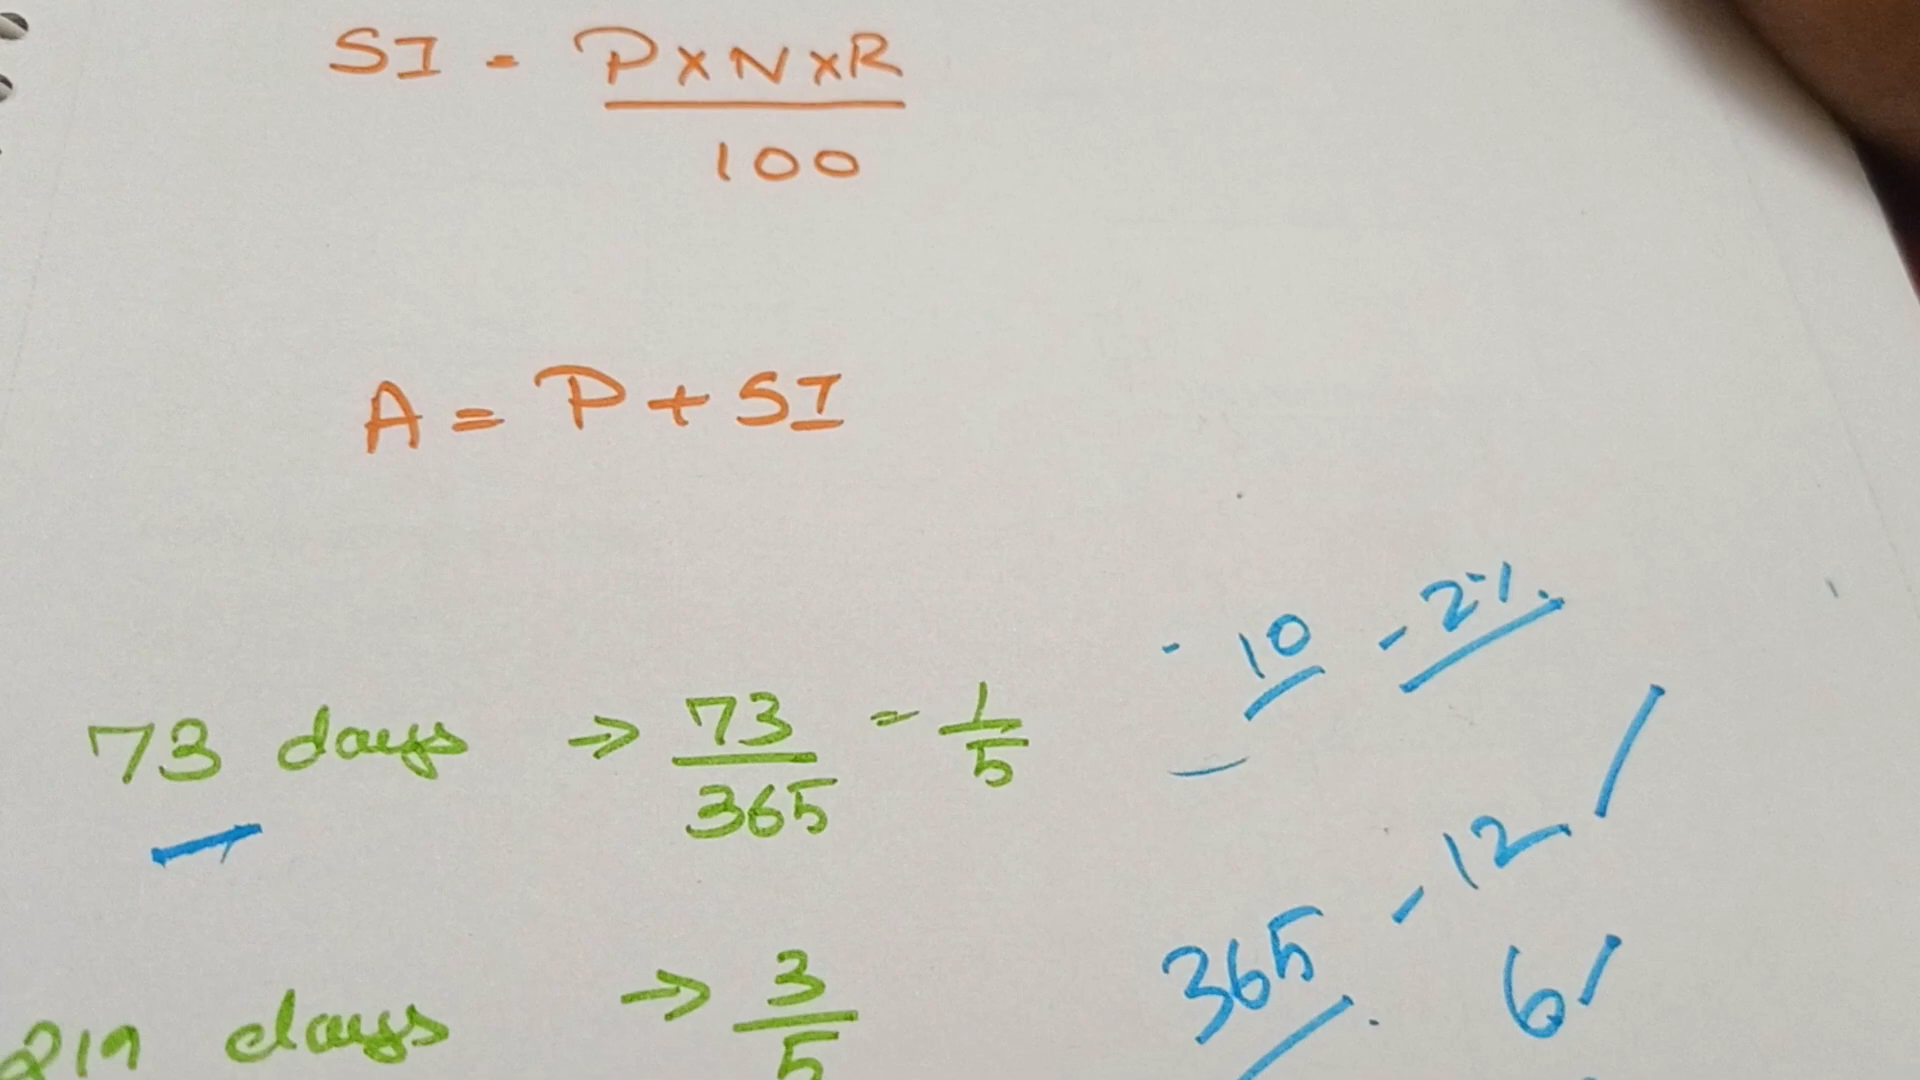 SI = P×N×R
100
A = P + SI
- 10 - 2%
73 days → 73/365 = 1/5
- 12
219 days → 3/5
365
6